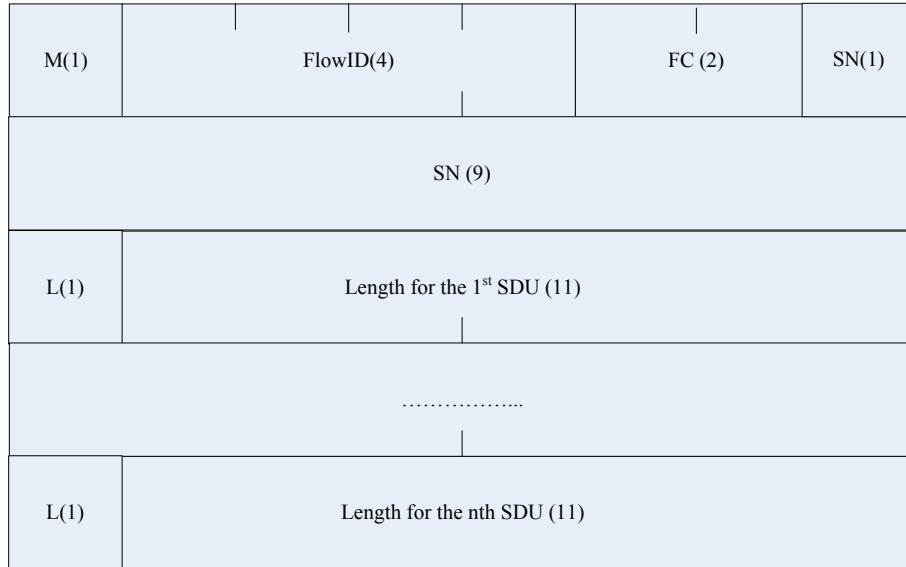 M(1) FlowID(4) FC (2) SN(1)
SN (9)
L(1) Length for the 1st SDU (11)
……………...
L(1) Length for the nth SDU (11)